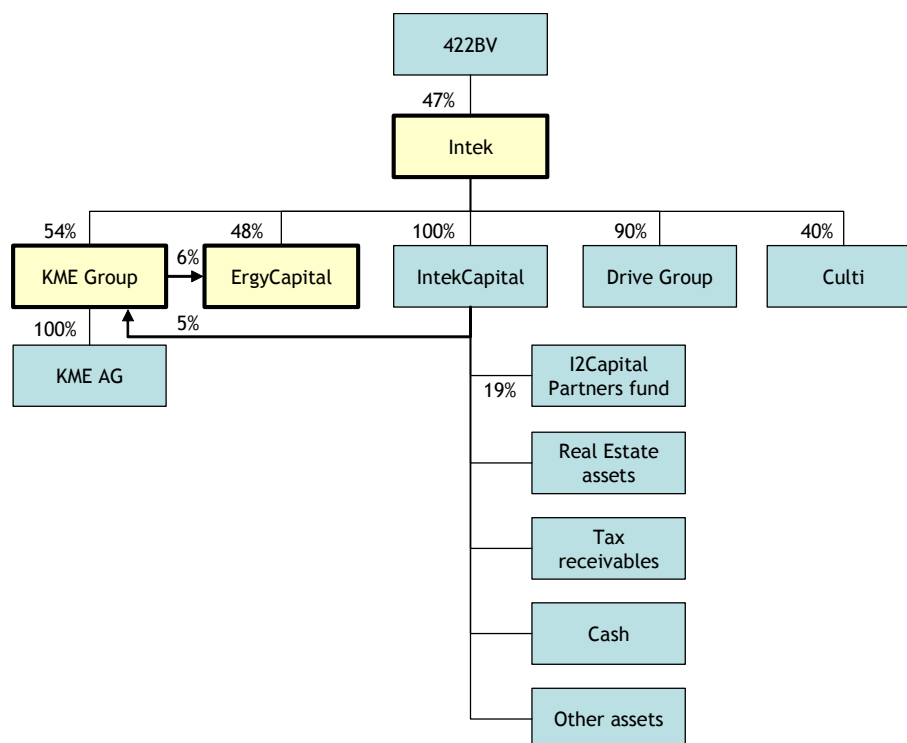 422BV
47%
Intek
54%
48%
100%
90%
40%
KME Group
6%
ErgyCapital
IntekCapital
Drive Group
Culti
100%
5%
KME AG
I2Capital
Partners fund
19%
Real Estate
assets
Tax
receivables
Cash
Other assets